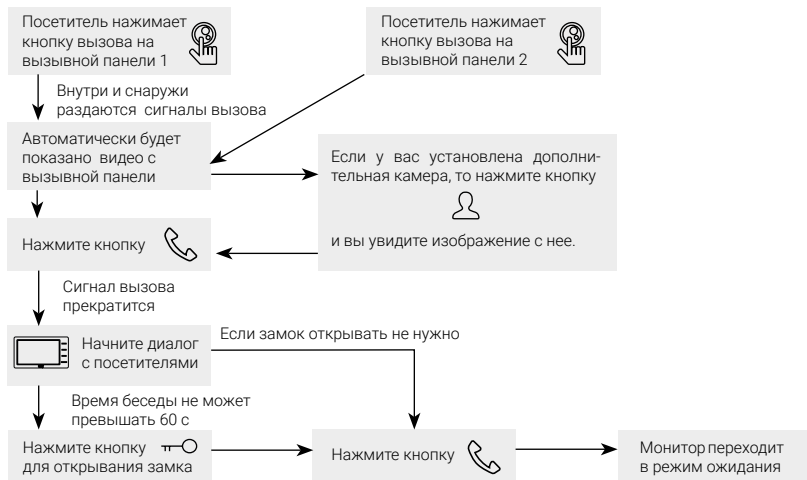 Посетитель нажимает
кнопку вызова на
вызывной панели 1
Посетитель нажимает
кнопку вызова на
вызывной панели 2
Внутри и снаружи
раздаются сигналы вызова
Автоматически будет
показано видео с
вызывной панели
Если у вас установлена дополни-
тельная камера, то нажмите кнопку
и вы увидите изображение с нее.
Нажмите кнопку
Сигнал вызова
прекратится
Начните диалог
с посетителями
Если замок открывать не нужно
Время беседы не может
превышать 60 с
Нажмите кнопку
для открывания замка
Нажмите кнопку
Монитор переходит
в режим ожидания